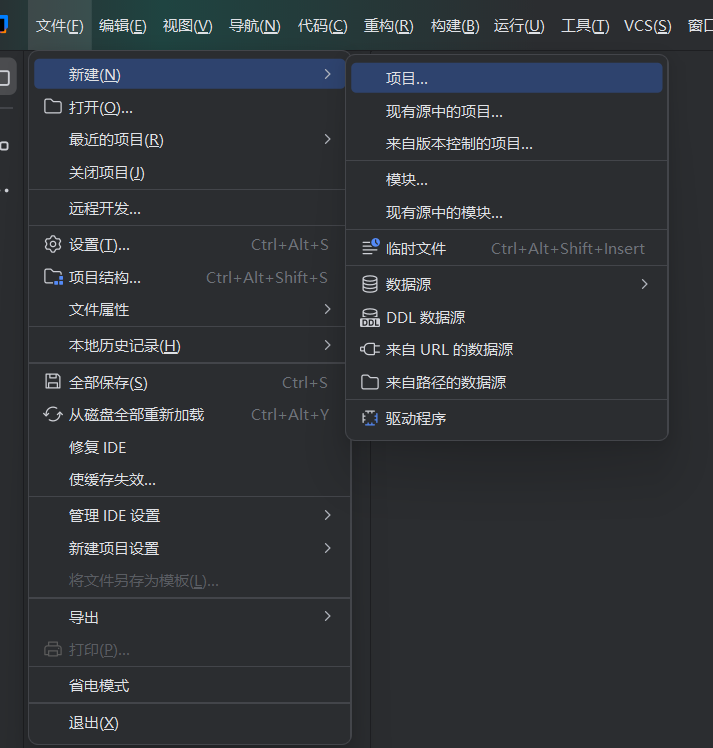 文件(F) 编辑(E) 视图(V) 导航(N) 代码(C) 重构(R) 构建(B) 运行(U) 工具(T) VCS(S) 窗口
新建(N)
打开(O)...
最近的项目(R)
关闭项目(J)
远程开发...
设置(T)... Ctrl+Alt+S
项目结构... Ctrl+Alt+Shift+S
文件属性
本地历史记录(H)
全部保存(S) Ctrl+S
从磁盘全部重新加载 Ctrl+Alt+Y
修复 IDE
使缓存失效...
管理 IDE 设置
新建项目设置
将文件另存为模板(L)...
导出
打印(P)...
省电模式
退出(X)
项目...
现有源中的项目...
来自版本控制的项目...
模块...
现有源中的模块...
临时文件 Ctrl+Alt+Shift+Insert
数据源
DDL DDL 数据源
来自 URL 的数据源
来自路径的数据源
驱动程序